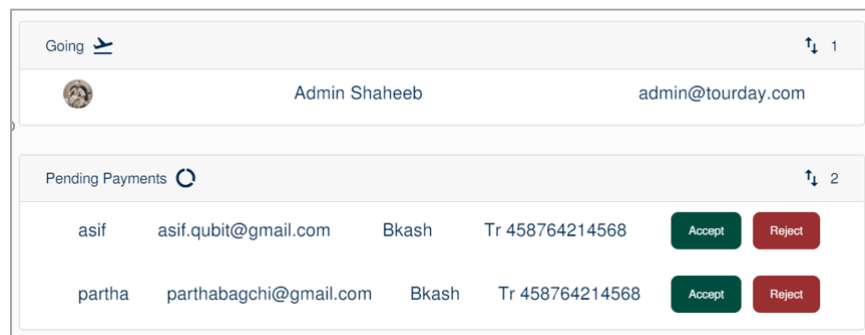 Going 1
Admin Shaheeb admin@tourday.com
Pending Payments 2
asif asif.qubit@gmail.com Bkash Tr 458764214568 Accept Reject
partha parthabagchi@gmail.com Bkash Tr 458764214568 Accept Reject